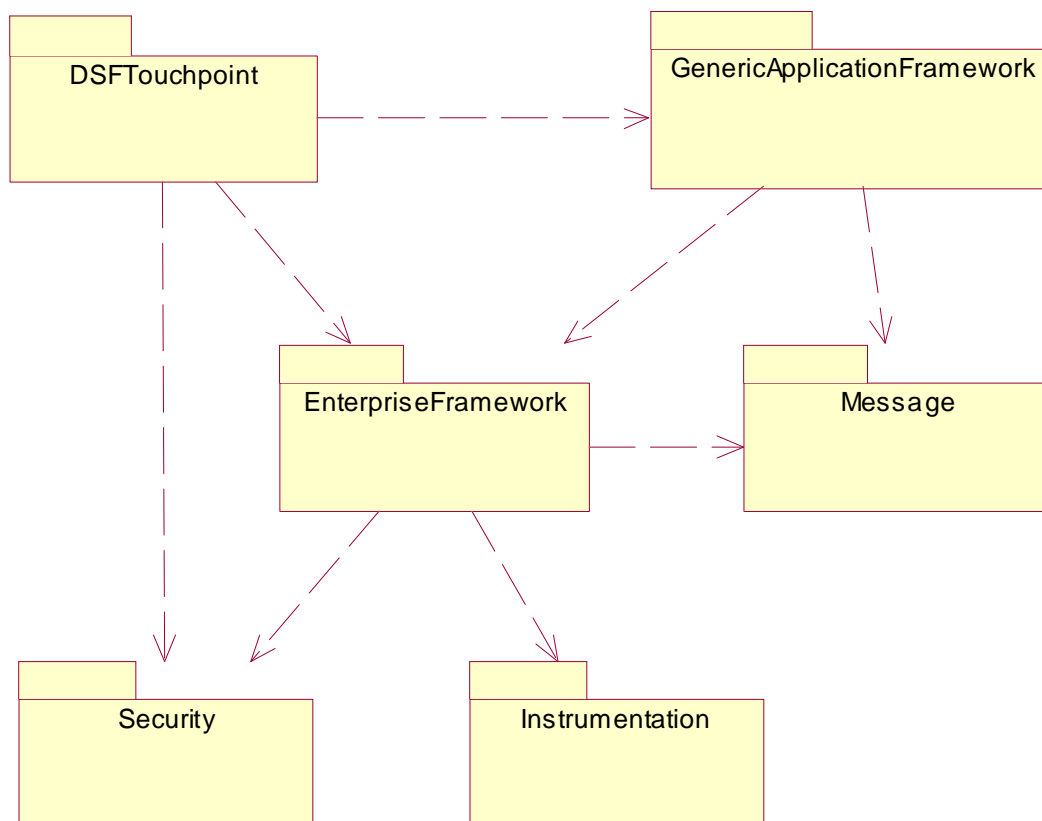 DSFTouchpoint
GenericApplicationFramework
EnterpriseFramework
Message
Security
Instrumentation